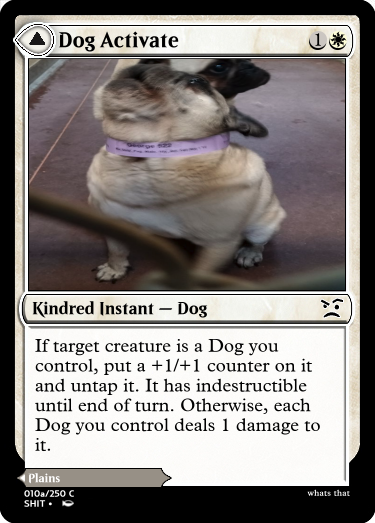 Dog Activate
1
Kindred Instant — Dog
If target creature is a Dog you
control, put a +1/+1 counter on it
and untap it. It has indestructible
until end of turn. Otherwise, each
Dog you control deals 1 damage to
it.
Plains
010a/250 C
SHIT •
whats that